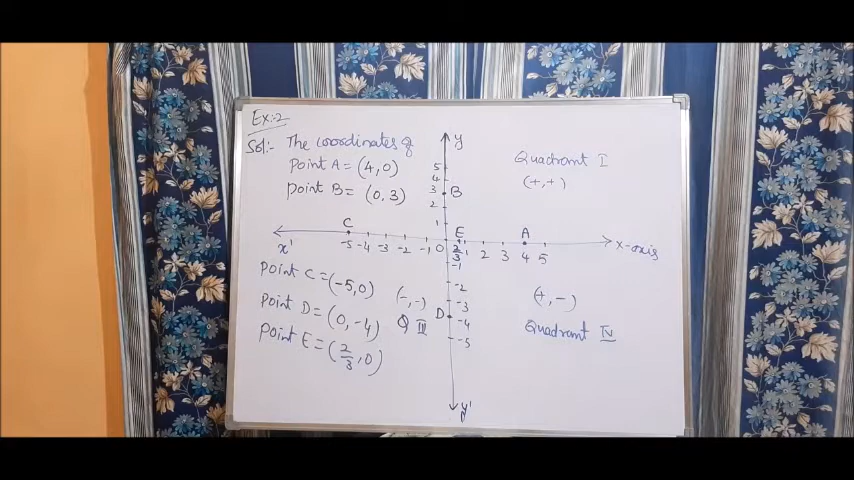 Ex:-2
Sol:- The coordinates of
Point A = (4,0)
Point B = (0,3)
Point C = (-5,0)
Point D = (0,-4)
Point E = (2/3,0)
y
5
4
3 B
2
1
C E A
x' -5 -4 -3 -2 -1 0 2/3 1 2 3 4 5 x-axis
-1
-2
-3
D -4
-5
y'
Quadrant I
(+,+)
(-,-)
Q III
(+,-)
Quadrant IV